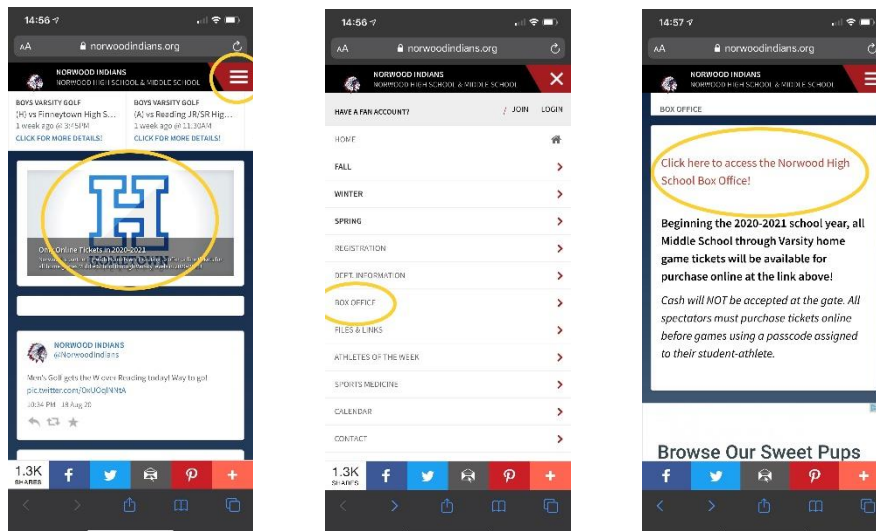 14:56
AA norwoodindians.org
NORWOOD INDIANS
NORWOOD HIGH SCHOOL & MIDDLE SCHOOL
BOYS VARSITY GOLF
(H) vs Finneytown High S...
1 week ago @ 3:45PM
CLICK FOR MORE DETAILS!
BOYS VARSITY GOLF
(A) vs Reading JR/SR Hig...
1 week ago @ 11:30AM
CLICK FOR MORE DETAILS!
H
Only Online Tickets in 2020-2021
NORWOOD INDIANS
@NorwoodIndians
Men's Golf gets the W over Reading today! Way to go!
pic.twitter.com/OxUOqlNNtA
10:34 PM 18 Aug 20
1.3K
SHARES
f
+
14:56
AA norwoodindians.org
NORWOOD INDIANS
NORWOOD HIGH SCHOOL & MIDDLE SCHOOL
HAVE A FAN ACCOUNT? / JOIN LOGIN
HOME
FALL
WINTER
SPRING
REGISTRATION
DEPT. INFORMATION
BOX OFFICE
FILES & LINKS
ATHLETES OF THE WEEK
SPORTS MEDICINE
CALENDAR
CONTACT
1.3K
SHARES
f
+
14:57
AA norwoodindians.org
NORWOOD INDIANS
NORWOOD HIGH SCHOOL & MIDDLE SCHOOL
BOX OFFICE
Click here to access the Norwood High
School Box Office!
Beginning the 2020-2021 school year, all
Middle School through Varsity home
game tickets will be available for
purchase online at the link above!
Cash will NOT be accepted at the gate. All
spectators must purchase tickets online
before games using a passcode assigned
to their student-athlete.
Browse Our Sweet Pups
f
+